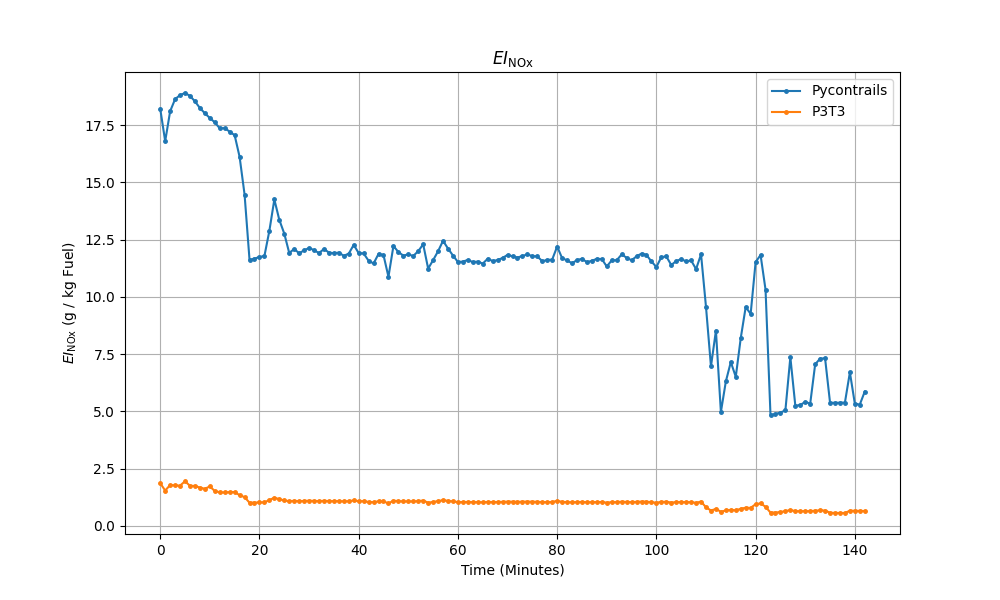 EI_NOx
Pycontrails
P3T3
EI_NOx (g / kg Fuel)
17.5
15.0
12.5
10.0
7.5
5.0
2.5
0.0
0 20 40 60 80 100 120 140
Time (Minutes)